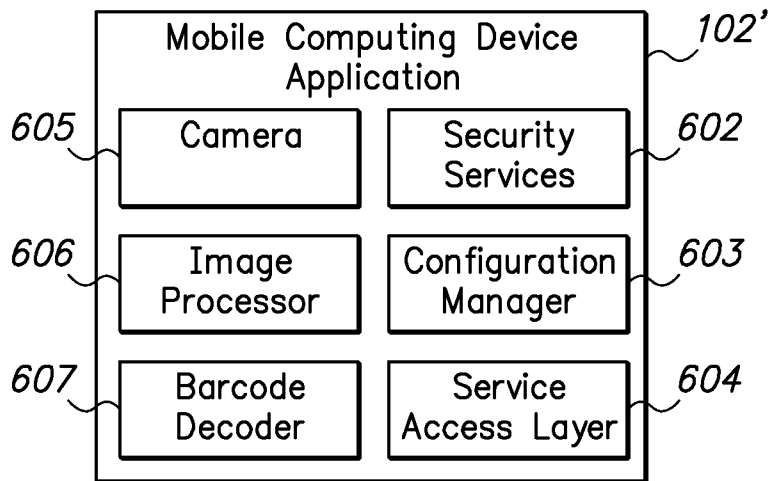 Mobile Computing Device
Application
102'
605
Camera
Security
Services
602
606
Image
Processor
Configuration
Manager
603
607
Barcode
Decoder
Service
Access Layer
604